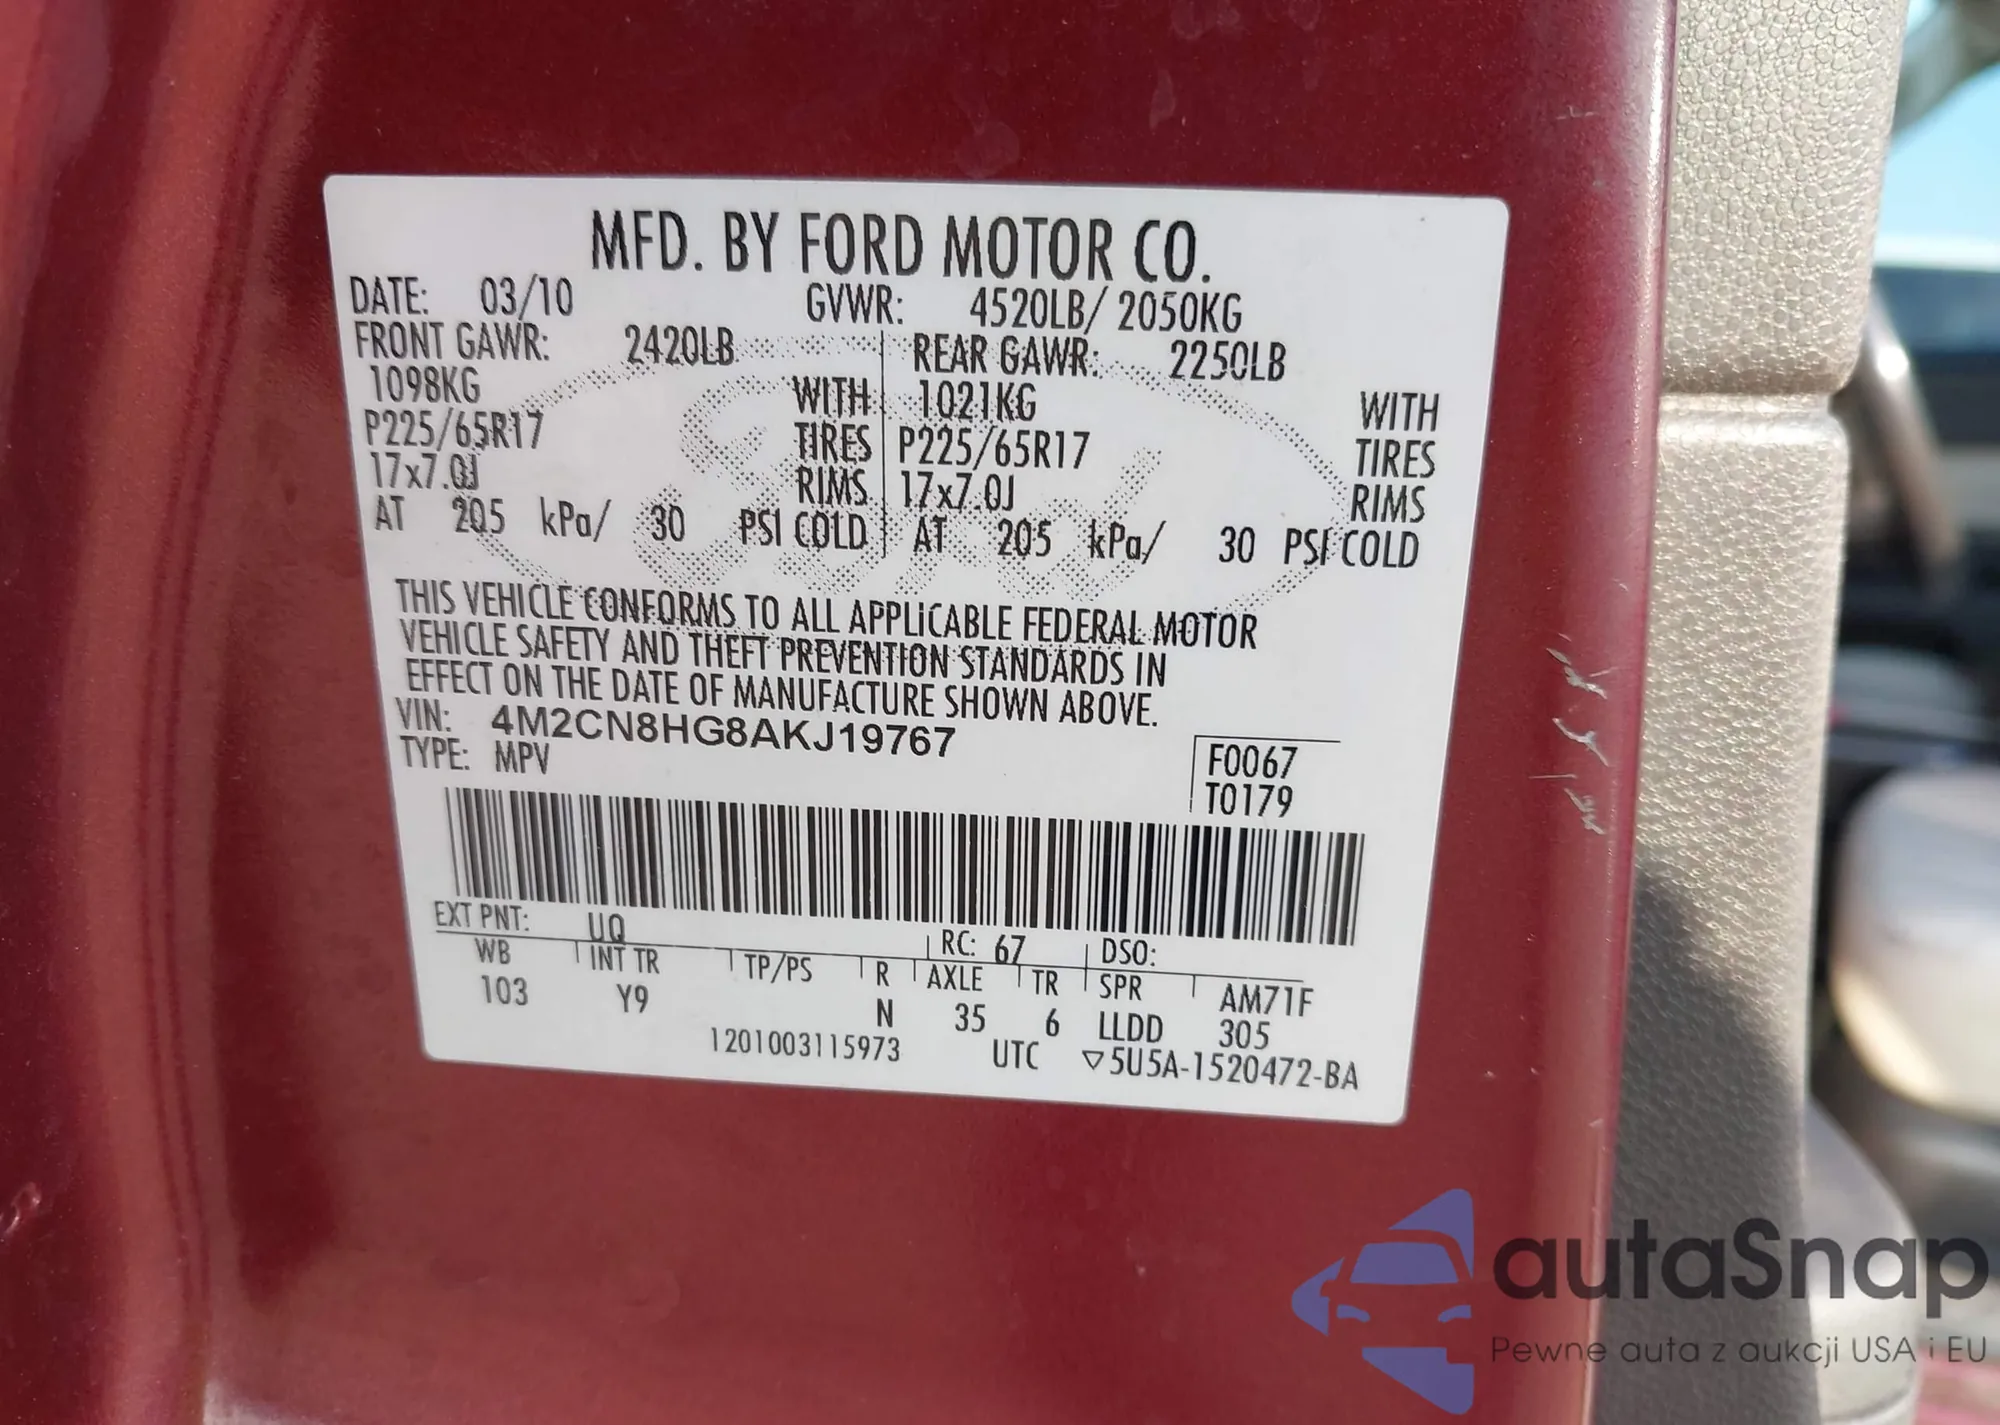 MFD. BY FORD MOTOR CO.
DATE: 03/10 GVWR: 4520LB/ 2050KG
FRONT GAWR: 2420LB REAR GAWR: 2250LB
1098KG WITH 1021KG WITH
P225/65R17 TIRES P225/65R17 TIRES
17x7.0J RIMS 17x7.0J RIMS
AT 205 kPa/ 30 PSI COLD AT 205 kPa/ 30 PSI COLD
Ford
THIS VEHICLE CONFORMS TO ALL APPLICABLE FEDERAL MOTOR
VEHICLE SAFETY AND THEFT PREVENTION STANDARDS IN
EFFECT ON THE DATE OF MANUFACTURE SHOWN ABOVE.
VIN: 4M2CN8HG8AKJ19767
TYPE: MPV
F0067
T0179
EXT PNT: UQ RC: 67 DSO:
WB INT TR TP/PS R AXLE TR SPR AM71F
103 Y9 N 35 6 LLDD 305
1201003115973 UTC ▽5U5A-1520472-BA
autaSnap
Pewne auta z aukcji USA i EU